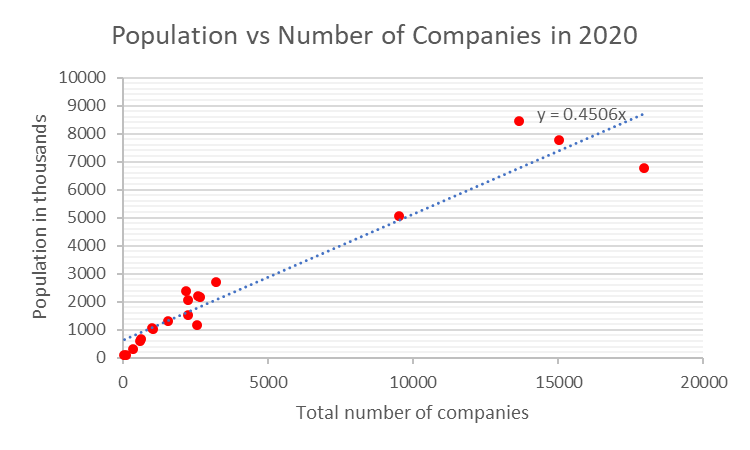 Population vs Number of Companies in 2020
Population in thousands
10000
9000
8000
7000
6000
5000
4000
3000
2000
1000
0
y = 0.4506x
0 5000 10000 15000 20000
Total number of companies